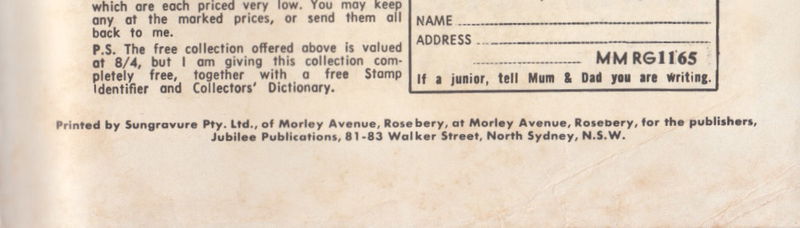 which are each priced very low. You may keep
any at the marked prices, or send them all
back to me.
P.S. The free collection offered above is valued
at 8/4, but I am giving this collection com-
pletely free, together with a free Stamp
Identifier and Collectors' Dictionary.
NAME
ADDRESS
MM RG1165
If a junior, tell Mum & Dad you are writing.
Printed by Sungravure Pty. Ltd., of Morley Avenue, Rosebery, at Morley Avenue, Rosebery, for the publishers,
Jubilee Publications, 81-83 Walker Street, North Sydney, N.S.W.